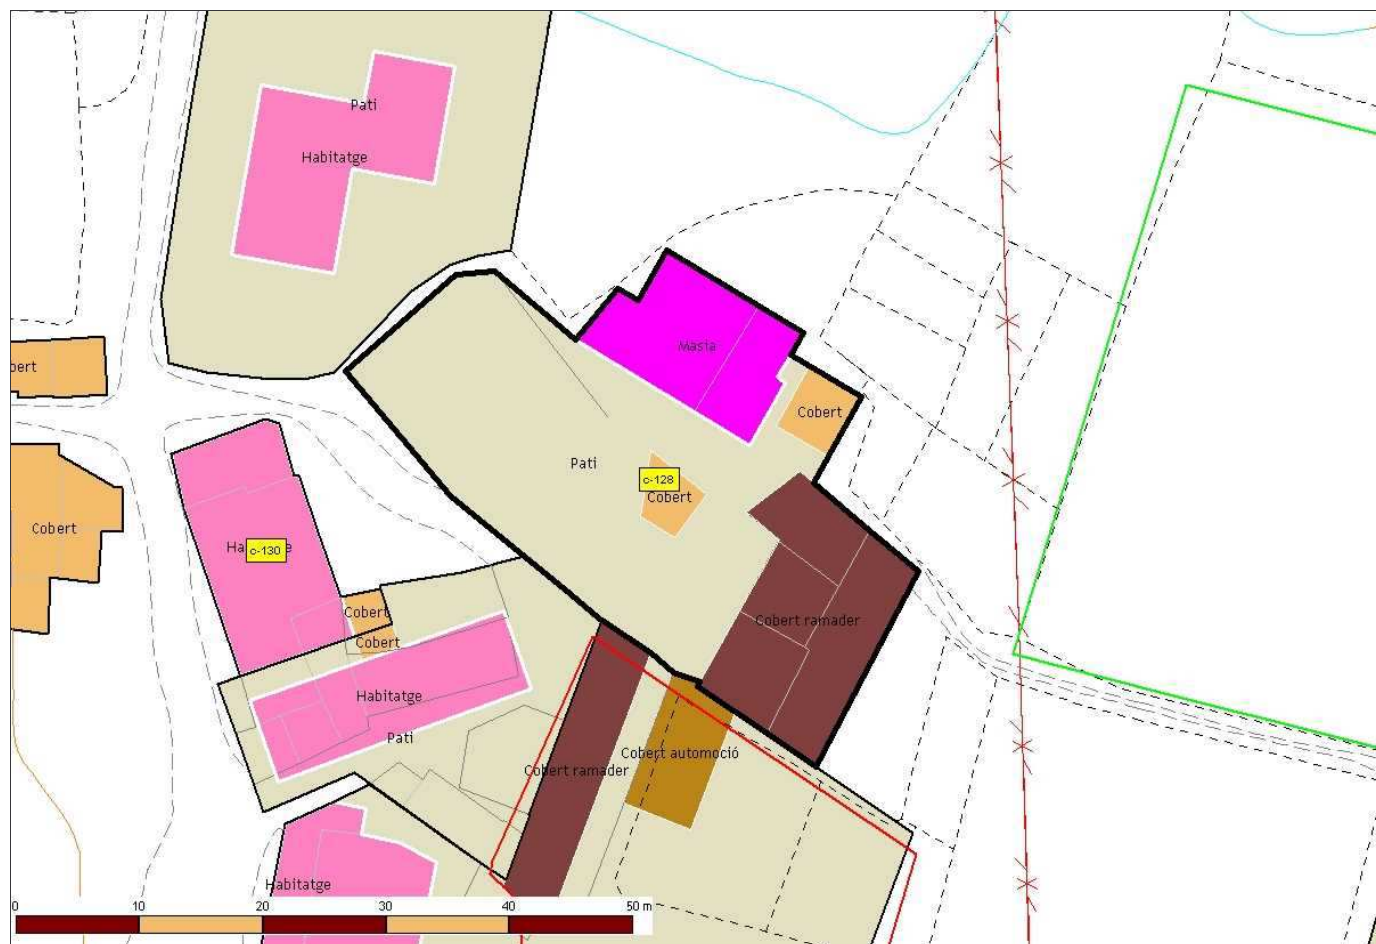 Pati
Habitatge
Masia
bert
Cobert
Pati
c-128
Cobert
Cobert
c-130
Cobert
Cobert ramader
Cobert
Habitatge
Pati
Cobert automoció
Cobert ramader
Habitatge
0 10 20 30 40 50 m